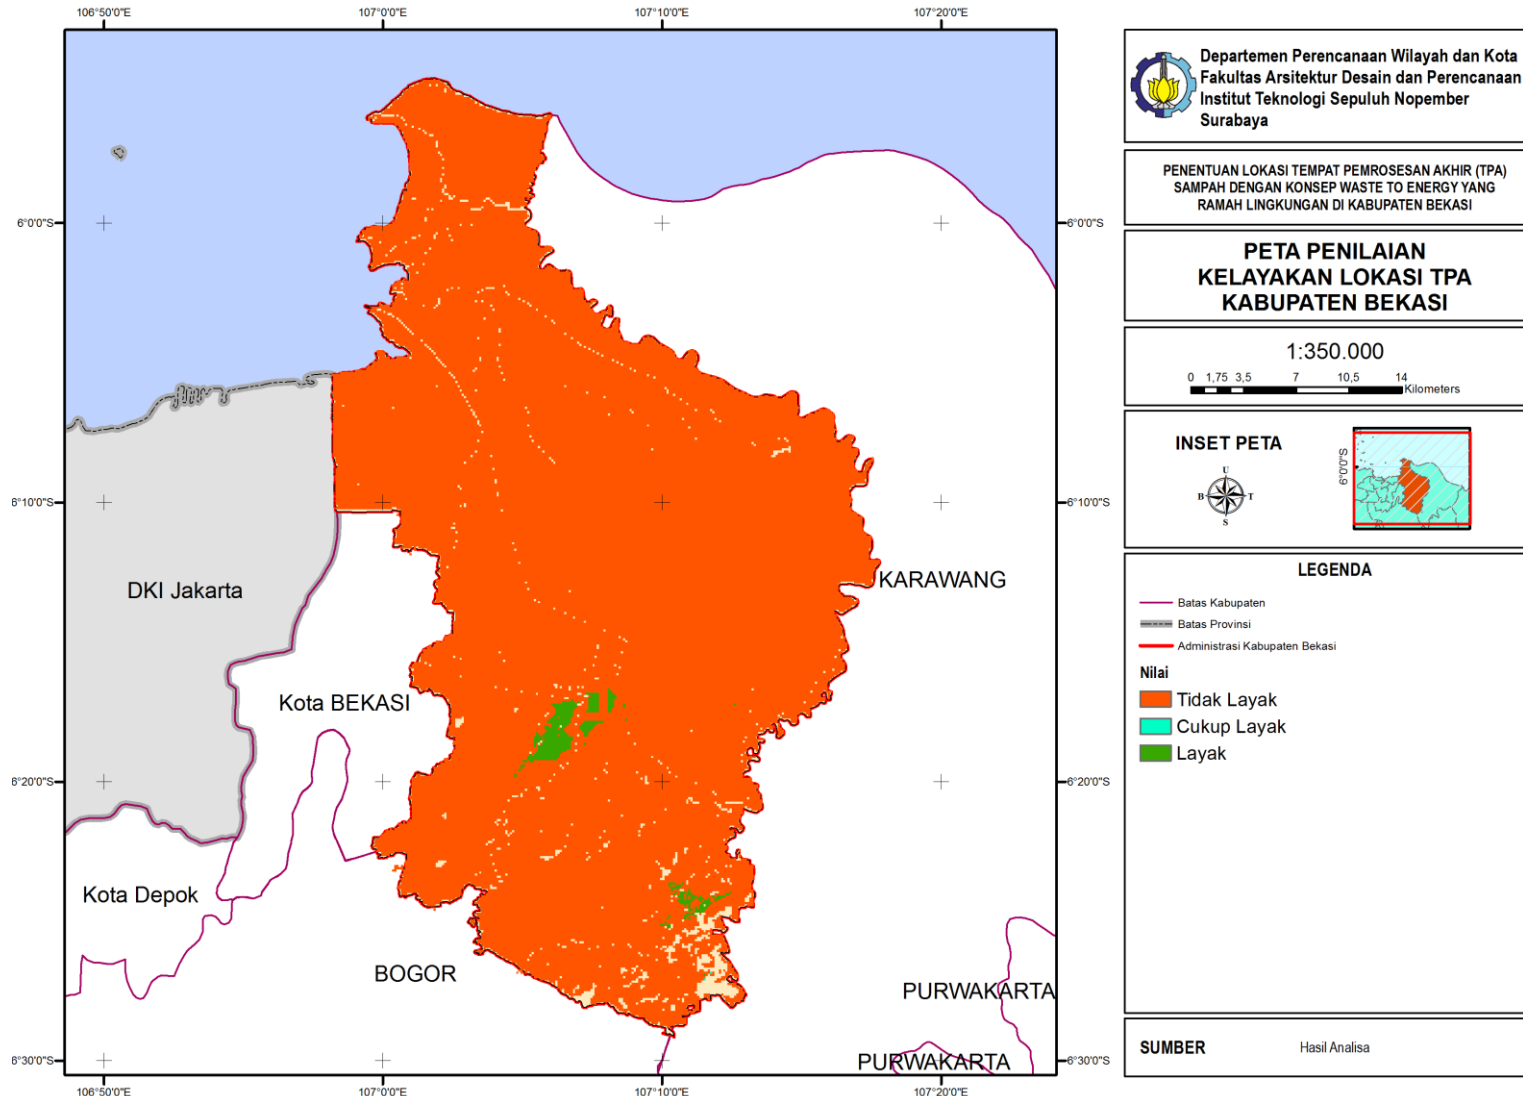 106°50'0"E
107°0'0"E
107°10'0"E
107°20'0"E
6°0'0"S
6°10'0"S
6°20'0"S
6°30'0"S
6°0'0"S
6°10'0"S
6°20'0"S
6°30'0"S
DKI Jakarta
Kota BEKASI
KARAWANG
Kota Depok
BOGOR
PURWAKARTA
PURWAKARTA
106°50'0"E
107°0'0"E
107°10'0"E
107°20'0"E
Departemen Perencanaan Wilayah dan Kota
Fakultas Arsitektur Desain dan Perencanaan
Institut Teknologi Sepuluh Nopember
Surabaya
PENENTUAN LOKASI TEMPAT PEMROSESAN AKHIR (TPA)
SAMPAH DENGAN KONSEP WASTE TO ENERGY YANG
RAMAH LINGKUNGAN DI KABUPATEN BEKASI
PETA PENILAIAN
KELAYAKAN LOKASI TPA
KABUPATEN BEKASI
1:350.000
0 1,75 3,5 7 10,5 14
Kilometers
INSET PETA
U
B T
S
6°0'0"S
LEGENDA
Batas Kabupaten
Batas Provinsi
Administrasi Kabupaten Bekasi
Nilai
Tidak Layak
Cukup Layak
Layak
SUMBER Hasil Analisa